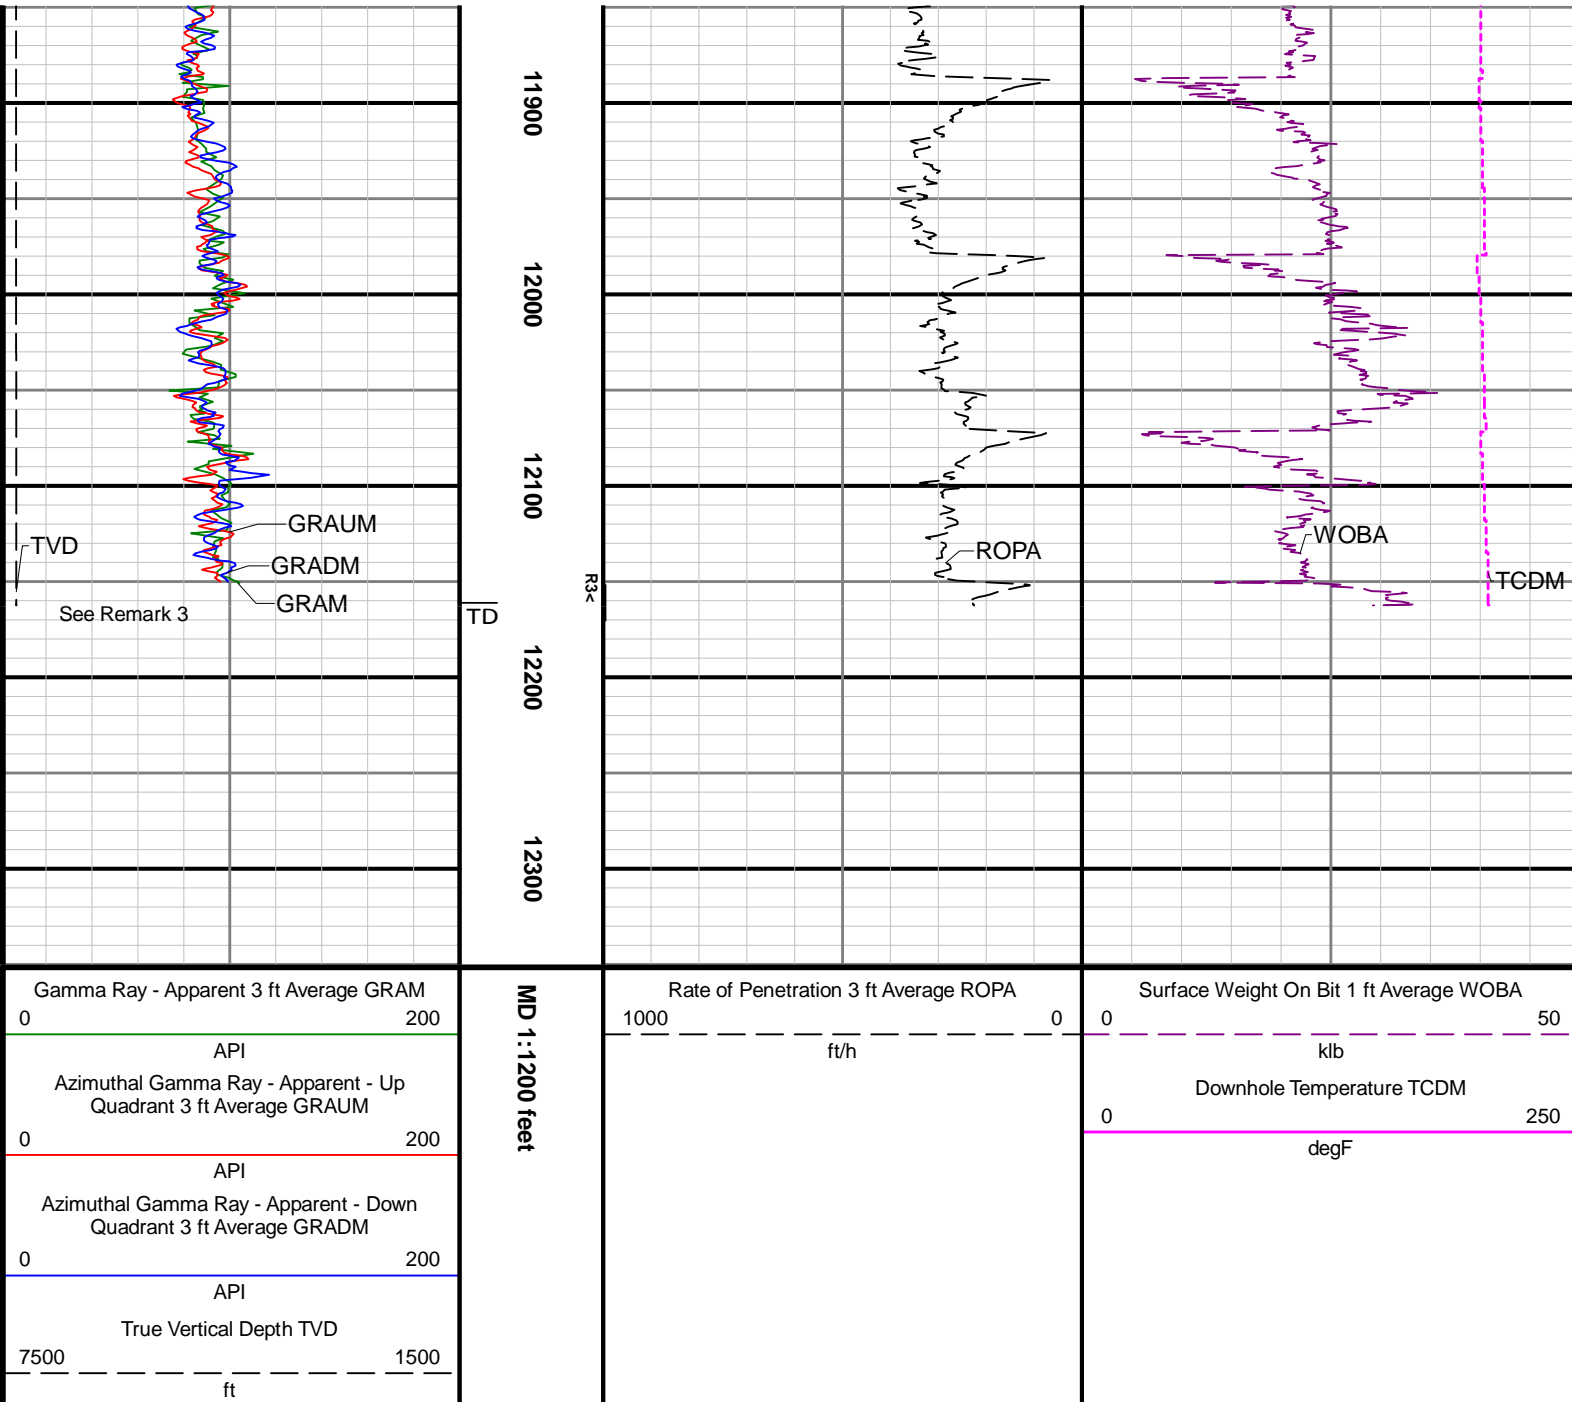 11900
12000
12100
12200
12300
GRAUM
TVD
GRADM
GRAM
See Remark 3
TD
R3<
ROPA
WOBA
TCDM
Gamma Ray - Apparent 3 ft Average GRAM
0 200
API
Azimuthal Gamma Ray - Apparent - Up
Quadrant 3 ft Average GRAUM
0 200
API
Azimuthal Gamma Ray - Apparent - Down
Quadrant 3 ft Average GRADM
0 200
API
True Vertical Depth TVD
7500 1500
ft
MD 1:1200 feet
Rate of Penetration 3 ft Average ROPA
1000 0
ft/h
Surface Weight On Bit 1 ft Average WOBA
0 50
klb
Downhole Temperature TCDM
0 250
degF